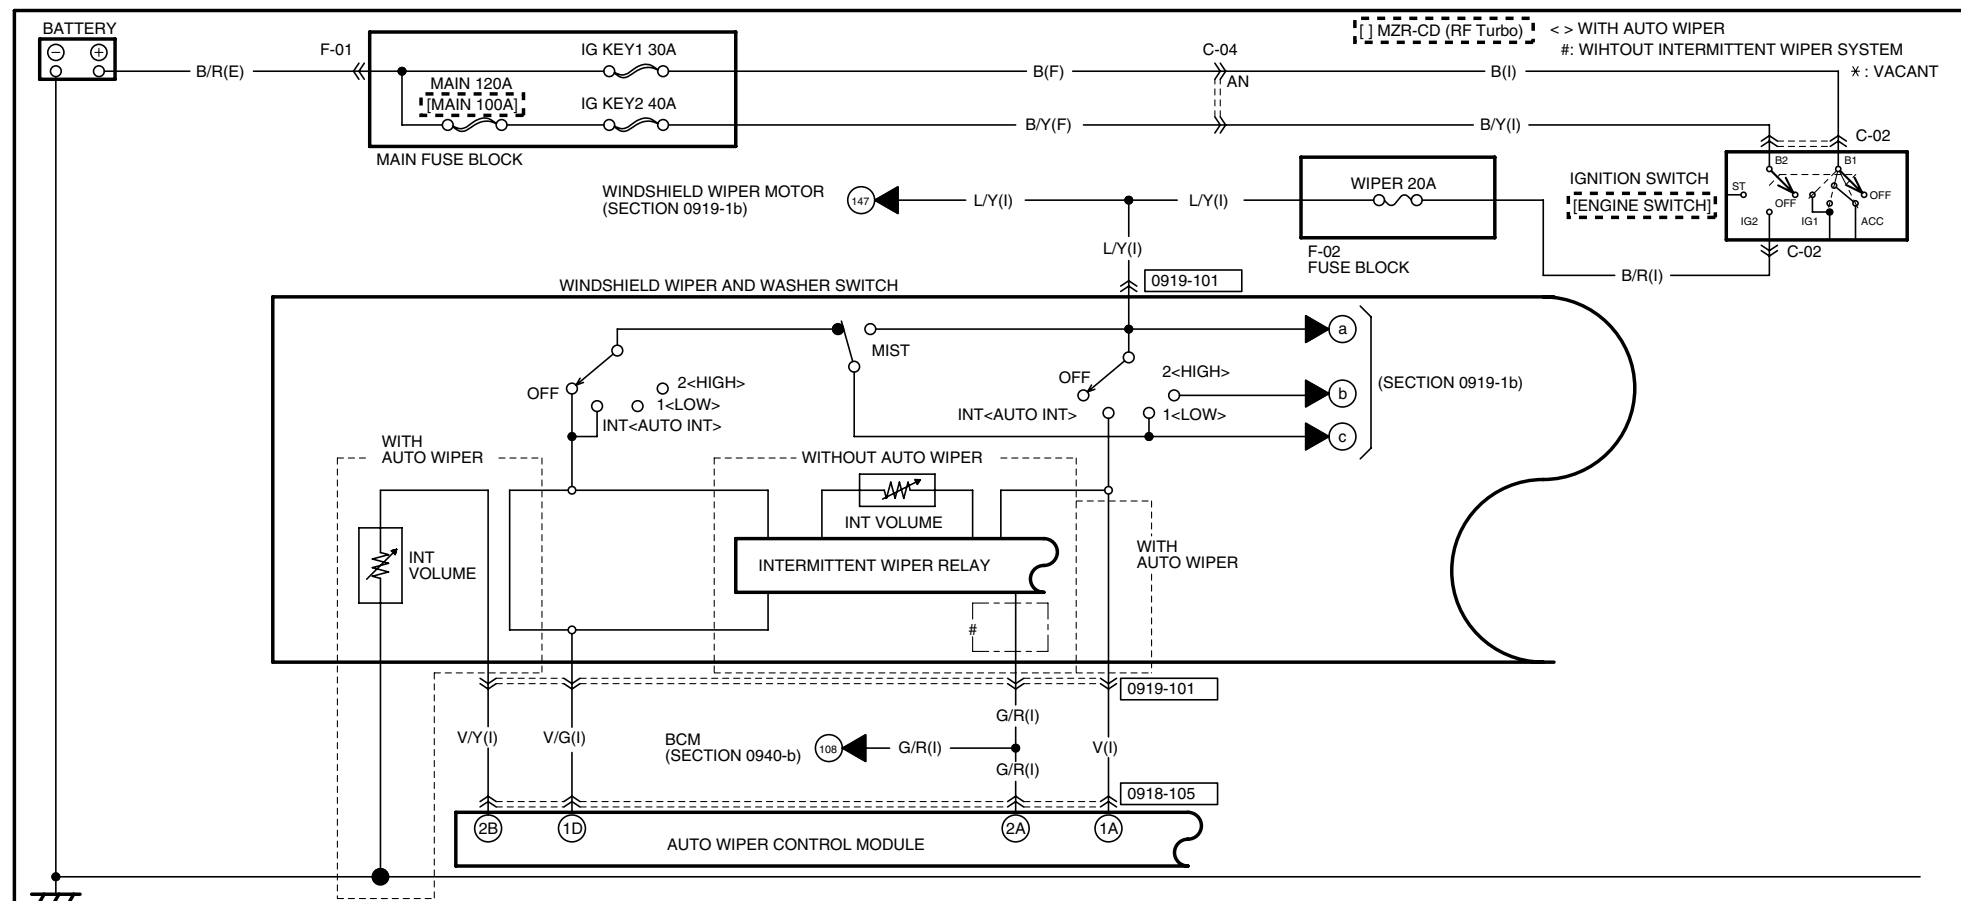 BATTERY
[ ] MZR-CD (RF Turbo)
< > WITH AUTO WIPER
#: WIHTOUT INTERMITTENT WIPER SYSTEM
* : VACANT
− +
F-01
IG KEY1 30A
C-04
B/R(E)
B(F)
AN
B(I)
MAIN 120A
[MAIN 100A]
IG KEY2 40A
B/Y(F)
B/Y(I)
MAIN FUSE BLOCK
C-02
B2
B1
ST
OFF
OFF
IG2
IG1
ACC
C-02
IGNITION SWITCH
[ENGINE SWITCH]
WINDSHIELD WIPER MOTOR
(SECTION 0919-1b)
147
L/Y(I)
L/Y(I)
WIPER 20A
L/Y(I)
F-02
FUSE BLOCK
B/R(I)
WINDSHIELD WIPER AND WASHER SWITCH
0919-101
a
MIST
OFF
2<HIGH>
1<LOW>
INT<AUTO INT>
OFF
2<HIGH>
INT<AUTO INT>
1<LOW>
b
(SECTION 0919-1b)
c
WITH
AUTO WIPER
WITHOUT AUTO WIPER
INT VOLUME
INT
VOLUME
INTERMITTENT WIPER RELAY
WITH
AUTO WIPER
#
0919-101
G/R(I)
V/Y(I)
V/G(I)
BCM
(SECTION 0940-b)
108
G/R(I)
V(I)
G/R(I)
0918-105
2B
1D
2A
1A
AUTO WIPER CONTROL MODULE